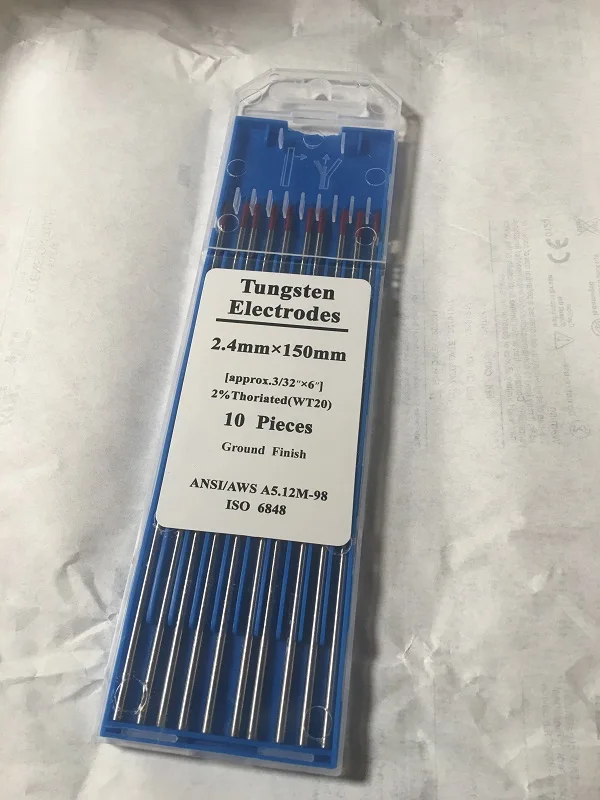 Tungsten
Electrodes
2.4mm×150mm
[approx.3/32"×6"]
2%Thoriated(WT20)
10 Pieces
Ground Finish
ANSI/AWS A5.12M-98
ISO 6848